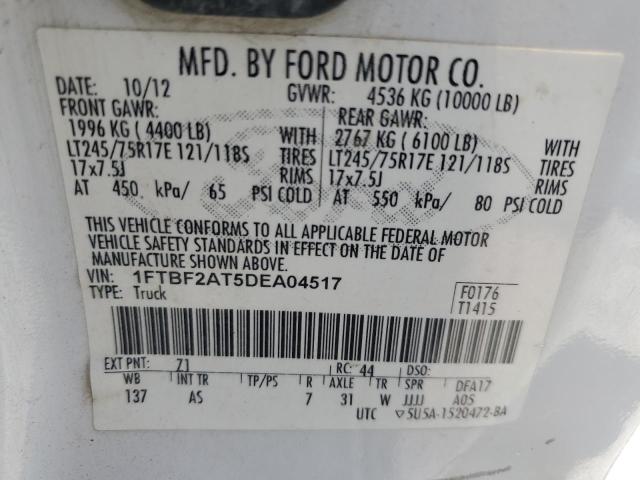 MFD. BY FORD MOTOR CO.
DATE: 10/12 GVWR: 4536 KG (10000 LB)
FRONT GAWR: REAR GAWR:
1996 KG (4400 LB) WITH 2767 KG (6100 LB) WITH
LT245/75R17E 121/118S TIRES LT245/75R17E 121/118S TIRES
17x7.5J RIMS 17x7.5J RIMS
AT 450 kPa/ 65 PSI COLD AT 550 kPa/ 80 PSI COLD
THIS VEHICLE CONFORMS TO ALL APPLICABLE FEDERAL MOTOR
VEHICLE SAFETY STANDARDS IN EFFECT ON THE DATE OF
MANUFACTURE SHOWN ABOVE.
VIN: 1FTBF2AT5DEA04517
TYPE: Truck
F0176
T1415
EXT PNT: 71 RC: 44 DSO:
WB INT TR TP/PS R AXLE TR SPR DFA17
137 AS 7 31 W JJJJ A05
UTC ▽5U5A-1520472-BA